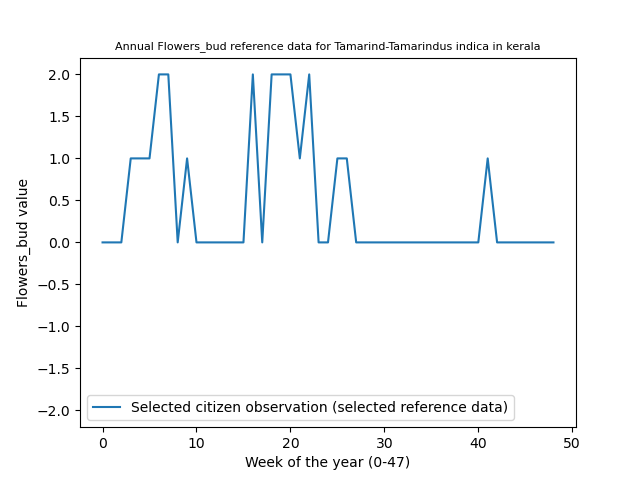 Annual Flowers_bud reference data for Tamarind-Tamarindus indica in kerala
2.0
1.5
1.0
0.5
0.0
−0.5
−1.0
−1.5
−2.0
Flowers_bud value
Selected citizen observation (selected reference data)
0 10 20 30 40 50
Week of the year (0-47)